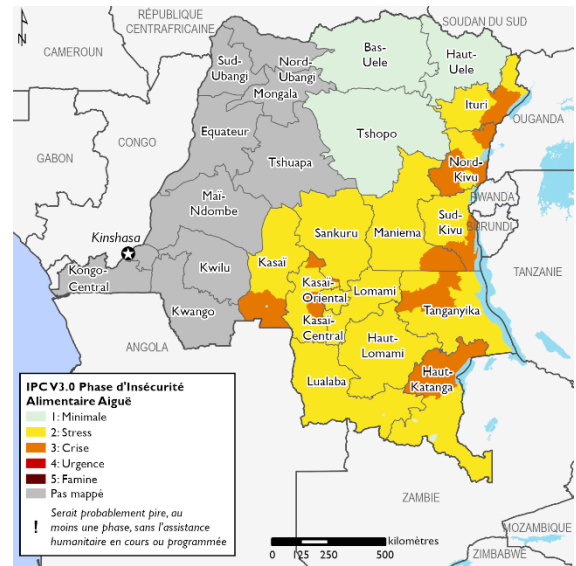 N
RÉPUBLIQUE
CENTRAFRICAINE
SOUDAN DU SUD
CAMEROUN
Bas-
Uele
Haut-
Uele
Sud-
Ubangi
Nord-
Ubangi
Mongala
Ituri
OUGANDA
CONGO
Equateur
Tshopo
GABON
Tshuapa
Nord-
Kivu
RWANDA
Maï-
Ndombe
Sud-
Kivu
BURUNDI
Sankuru
Maniema
Kinshasa
Kasaï
TANZANIE
Kongo-
Central
Kwilu
Kasaï-
Oriental
Lomami
Tanganyika
Kwango
Kasaï-
Central
ANGOLA
Haut-
Lomami
Lualaba
Haut-
Katanga
IPC V3.0 Phase d'Insécurité
Alimentaire Aiguë
1: Minimale
2: Stress
3: Crise
4: Urgence
5: Famine
Pas mappé
! Serait probablement pire, au
moins une phase, sans l'assistance
humanitaire en cours ou programmée
ZAMBIE
MOZAMBIQUE
ZIMBABWE
kilomètres
0 125 250 500